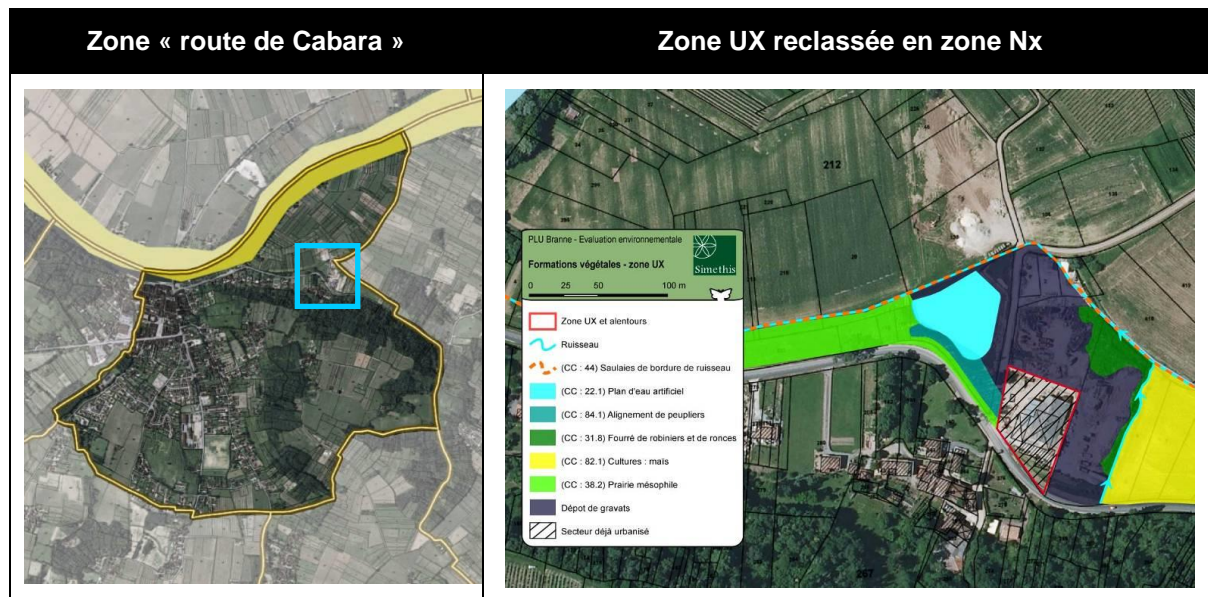 Zone « route de Cabara »
Zone UX reclassée en zone Nx
212
PLU Branne - Evaluation environnementale
Formations végétales - zone UX
Simethis
0 25 50 100 m
Zone UX et alentours
Ruisseau
(CC : 44) Saulaies de bordure de ruisseau
(CC : 22.1) Plan d'eau artificiel
(CC : 84.1) Alignement de peupliers
(CC : 31.8) Fourré de robiniers et de ronces
(CC : 82.1) Cultures : maïs
(CC : 38.2) Prairie mésophile
Dépot de gravats
Secteur déjà urbanisé
267